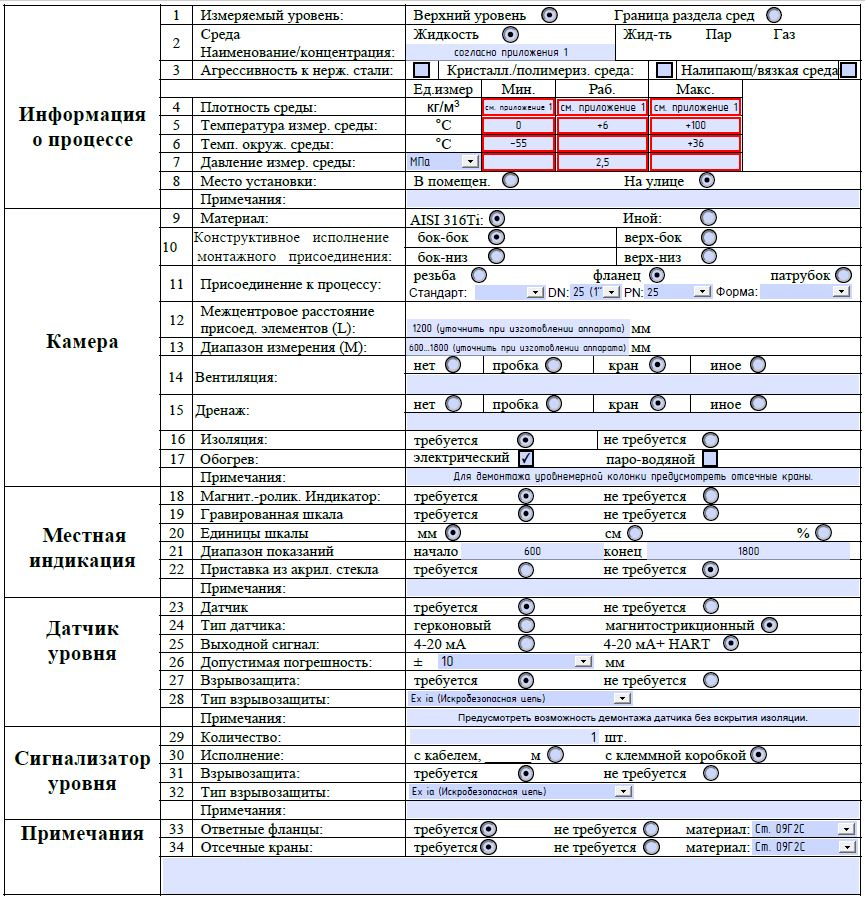 Информация
о процессе
1 Измеряемый уровень: Верхний уровень Граница раздела сред
2 Среда Жидкость Жид-ть Пар Газ
Наименование/концентрация: согласно приложения 1
3 Агрессивность к нерж. стали: Кристалл./полимериз. среда: Налипающ/вязкая среда
Ед.измер Мин. Раб. Макс.
4 Плотность среды: кг/м³ см. приложение 1 см. приложение 1 см. приложение 1
5 Температура измер. среды: °C 0 +6 +100
6 Темп. окруж. среды: °C -55 +36
7 Давление измер. среды: МПа 2,5
8 Место установки: В помещен. На улице
Примечания:
Камера
9 Материал: AISI 316Ti: Иной:
10 Конструктивное исполнение бок-бок верх-бок
монтажного присоединения: бок-низ верх-низ
11 Присоединение к процессу: резьба фланец патрубок
Стандарт: DN: 25 (1" PN: 25 Форма:
12 Межцентровое расстояние
присоед. элементов (L): 1200 (уточнить при изготовлении аппарата) мм
13 Диапазон измерения (М): 600...1800 (уточнить при изготовлении аппарата) мм
14 Вентиляция: нет пробка кран иное
15 Дренаж: нет пробка кран иное
16 Изоляция: требуется не требуется
17 Обогрев: электрический паро-водяной
Примечания: Для демонтажа уровнемерной колонки предусмотреть отсечные краны.
Местная
индикация
18 Магнит.-ролик. Индикатор: требуется не требуется
19 Гравированная шкала требуется не требуется
20 Единицы шкалы мм см %
21 Диапазон показаний начало 600 конец 1800
22 Приставка из акрил. стекла требуется не требуется
Примечания:
Датчик
уровня
23 Датчик требуется не требуется
24 Тип датчика: герконовый магнитострикционный
25 Выходной сигнал: 4-20 мА 4-20 мА+ HART
26 Допустимая погрешность: ± 10 мм
27 Взрывозащита: требуется не требуется
28 Тип взрывозащиты: Ex ia (Искробезопасная цепь)
Примечания: Предусмотреть возможность демонтажа датчика без вскрытия изоляции.
Сигнализатор
уровня
29 Количество: 1 шт.
30 Исполнение: с кабелем, ______м с клеммной коробкой
31 Взрывозащита: требуется не требуется
32 Тип взрывозащиты: Ex ia (Искробезопасная цепь)
Примечания:
Примечания
33 Ответные фланцы: требуется не требуется материал: Ст. 09Г2С
34 Отсечные краны: требуется не требуется материал: Ст. 09Г2С